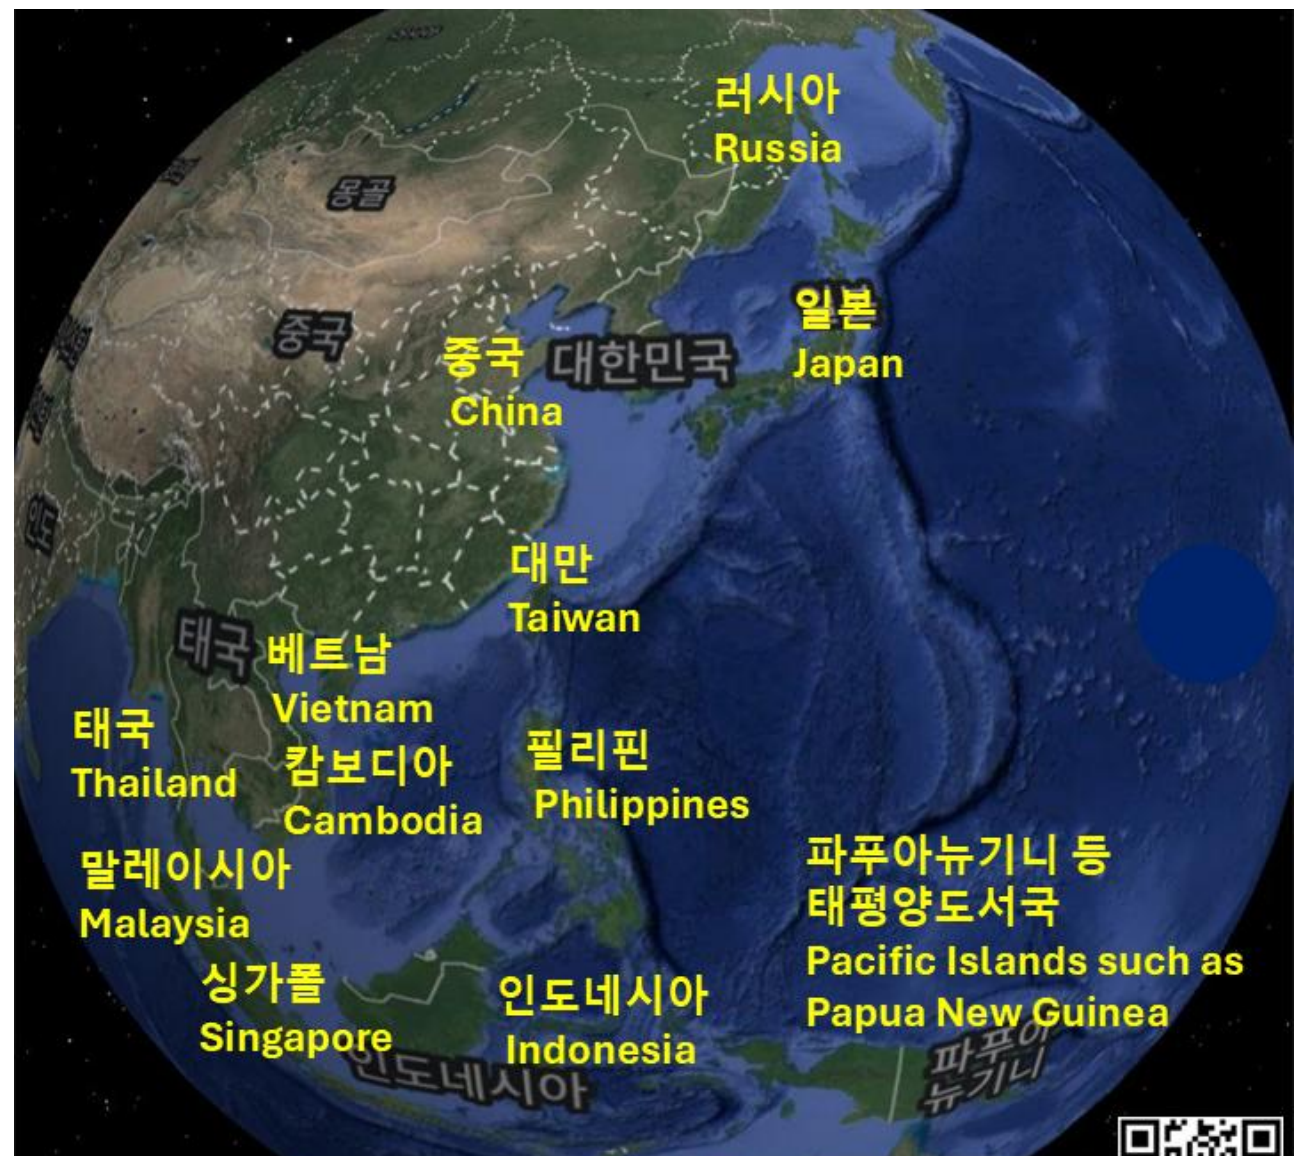 러시아
Russia
몽골
일본
Japan
중국
중국
China
대한민국
인도
대만
Taiwan
태국
베트남
Vietnam
태국
Thailand
캄보디아
Cambodia
필리핀
Philippines
말레이시아
Malaysia
파푸아뉴기니 등
태평양도서국
Pacific Islands such as
Papua New Guinea
싱가폴
Singapore
인도네시아
Indonesia
인도네시아
파푸아
뉴기니